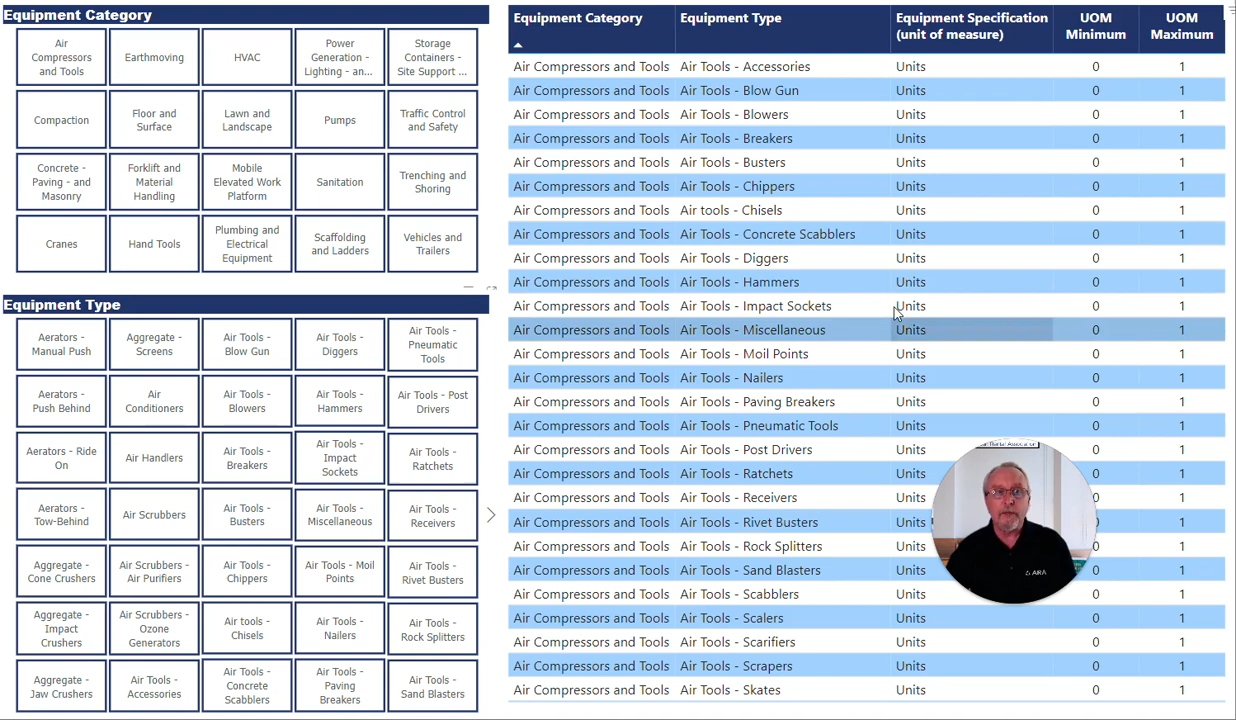 Equipment Category
Air
Compressors
and Tools
Earthmoving
HVAC
Power
Generation -
Lighting - an...
Storage
Containers -
Site Support ...
Compaction
Floor and
Surface
Lawn and
Landscape
Pumps
Traffic Control
and Safety
Concrete -
Paving - and
Masonry
Forklift and
Material
Handling
Mobile
Elevated Work
Platform
Sanitation
Trenching and
Shoring
Cranes
Hand Tools
Plumbing and
Electrical
Equipment
Scaffolding
and Ladders
Vehicles and
Trailers
Equipment Type
Aerators -
Manual Push
Aggregate -
Screens
Air Tools -
Blow Gun
Air Tools -
Diggers
Air Tools -
Pneumatic
Tools
Aerators -
Push Behind
Air
Conditioners
Air Tools -
Blowers
Air Tools -
Hammers
Air Tools - Post
Drivers
Aerators - Ride
On
Air Handlers
Air Tools -
Breakers
Air Tools -
Impact
Sockets
Air Tools -
Ratchets
Aerators -
Tow-Behind
Air Scrubbers
Air Tools -
Busters
Air Tools -
Miscellaneous
Air Tools -
Receivers
Aggregate -
Cone Crushers
Air Scrubbers -
Air Purifiers
Air Tools -
Chippers
Air Tools - Moil
Points
Air Tools -
Rivet Busters
Aggregate -
Impact
Crushers
Air Scrubbers -
Ozone
Generators
Air tools -
Chisels
Air Tools -
Nailers
Air Tools -
Rock Splitters
Aggregate -
Jaw Crushers
Air Tools -
Accessories
Air Tools -
Concrete
Scabblers
Air Tools -
Paving
Breakers
Air Tools -
Sand Blasters
Equipment Category Equipment Type Equipment Specification UOM UOM
(unit of measure) Minimum Maximum
Air Compressors and Tools Air Tools - Accessories Units 0 1
Air Compressors and Tools Air Tools - Blow Gun Units 0 1
Air Compressors and Tools Air Tools - Blowers Units 0 1
Air Compressors and Tools Air Tools - Breakers Units 0 1
Air Compressors and Tools Air Tools - Busters Units 0 1
Air Compressors and Tools Air Tools - Chippers Units 0 1
Air Compressors and Tools Air tools - Chisels Units 0 1
Air Compressors and Tools Air Tools - Concrete Scabblers Units 0 1
Air Compressors and Tools Air Tools - Diggers Units 0 1
Air Compressors and Tools Air Tools - Hammers Units 0 1
Air Compressors and Tools Air Tools - Impact Sockets Units 0 1
Air Compressors and Tools Air Tools - Miscellaneous Units 0 1
Air Compressors and Tools Air Tools - Moil Points Units 0 1
Air Compressors and Tools Air Tools - Nailers Units 0 1
Air Compressors and Tools Air Tools - Paving Breakers Units 0 1
Air Compressors and Tools Air Tools - Pneumatic Tools Units 0 1
Air Compressors and Tools Air Tools - Post Drivers Units 0 1
Air Compressors and Tools Air Tools - Ratchets Units 0 1
Air Compressors and Tools Air Tools - Receivers Units 1
Air Compressors and Tools Air Tools - Rivet Busters Units 1
Air Compressors and Tools Air Tools - Rock Splitters Units 0 1
Air Compressors and Tools Air Tools - Sand Blasters Units 0 1
Air Compressors and Tools Air Tools - Scabblers Units 0 1
Air Compressors and Tools Air Tools - Scalers Units 0 1
Air Compressors and Tools Air Tools - Scarifiers Units 0 1
Air Compressors and Tools Air Tools - Scrapers Units 0 1
Air Compressors and Tools Air Tools - Skates Units 0 1